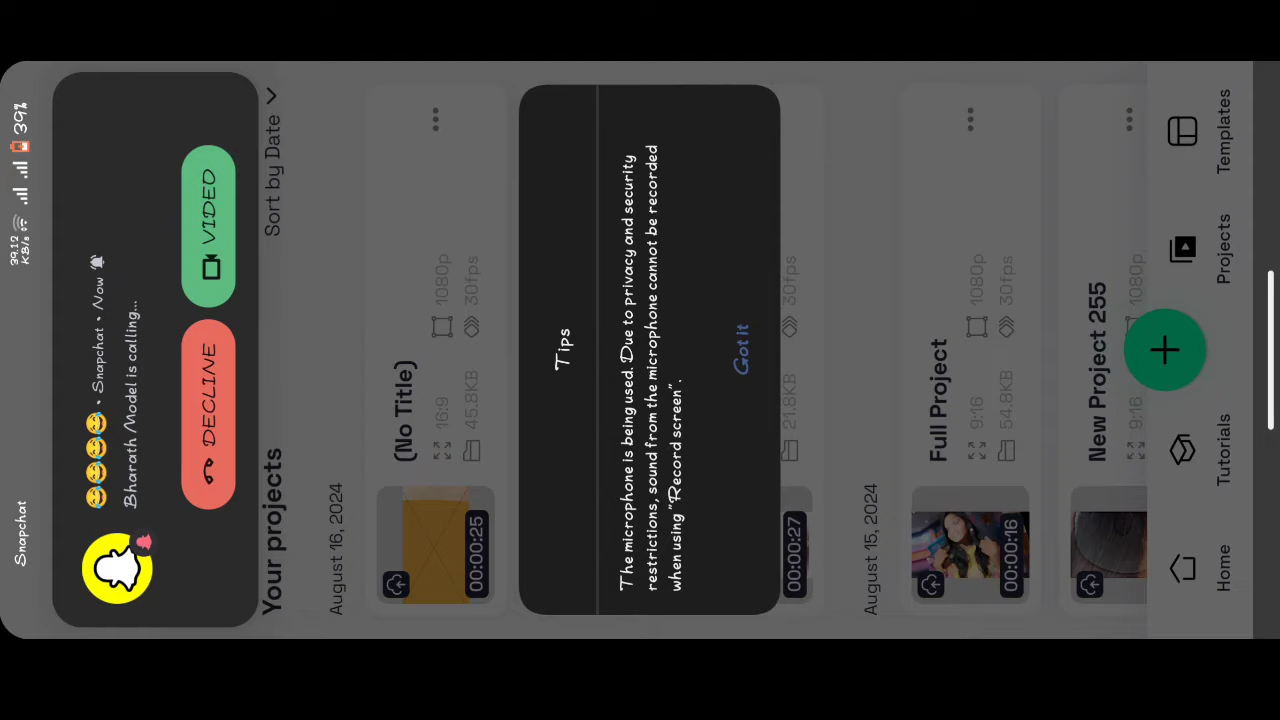 Snapchat
39.12 KB/s
39%
😂😂😂😂 • Snapchat • Now
Bharath Model is calling...
DECLINE
VIDEO
Your projects
Sort by Date
August 16, 2024
(No Title)
16:9
1080p
45.8KB
30fps
00:00:25
Tips
The microphone is being used. Due to privacy and security
restrictions, sound from the microphone cannot be recorded
when using "Record screen".
Got it
21.8KB
30fps
00:00:27
August 15, 2024
Full Project
9:16
1080p
54.8KB
30fps
00:00:16
New Project 255
9:16
1080p
Home
Tutorials
Projects
Templates